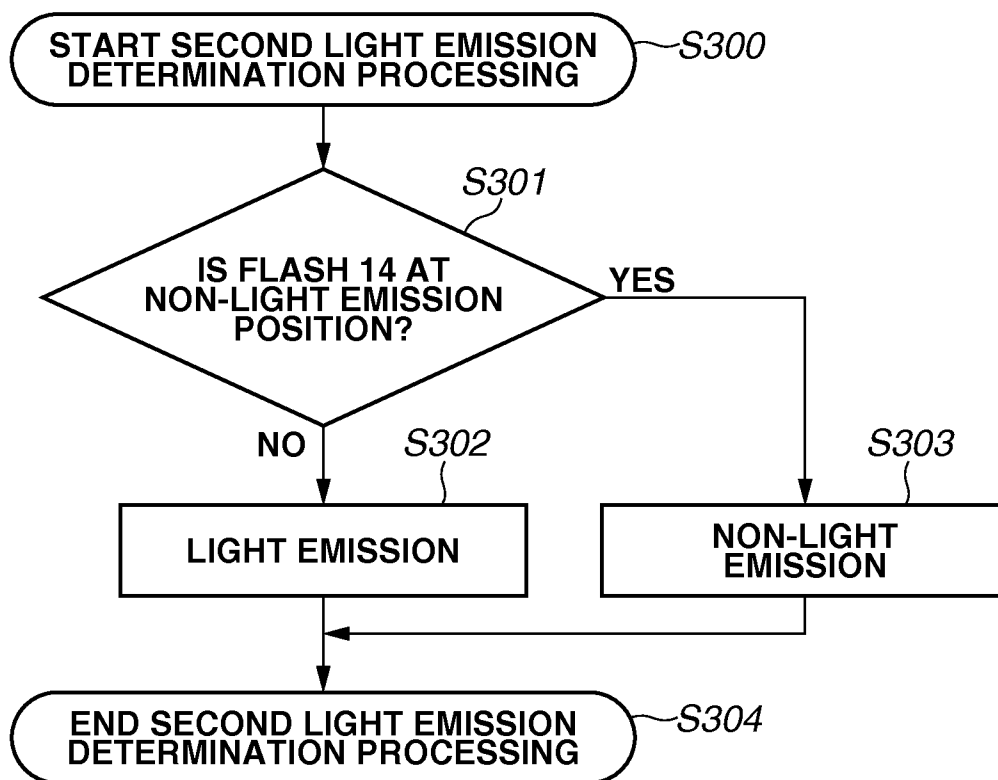 START SECOND LIGHT EMISSION
DETERMINATION PROCESSING
S300
S301
IS FLASH 14 AT
NON-LIGHT EMISSION
POSITION?
YES
NO
S302
S303
LIGHT EMISSION
NON-LIGHT
EMISSION
END SECOND LIGHT EMISSION
DETERMINATION PROCESSING
S304